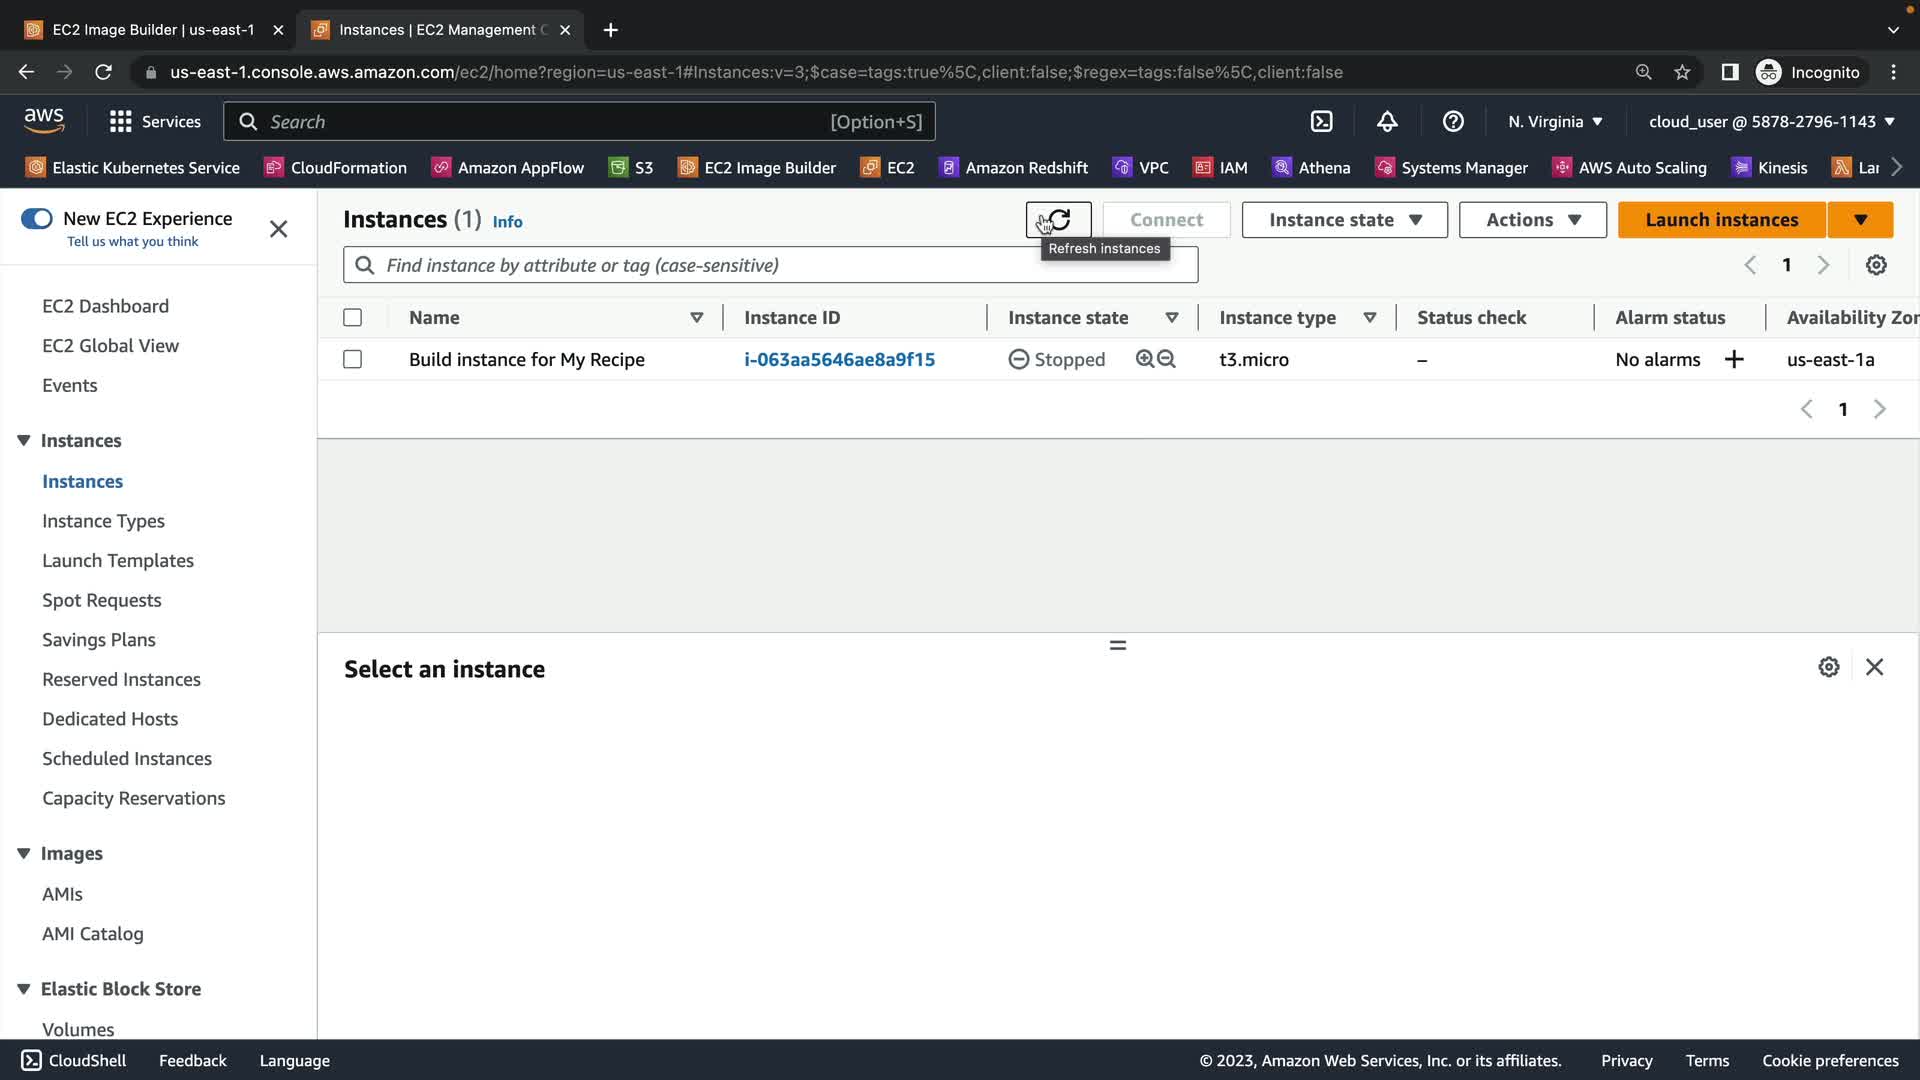 EC2 Image Builder | us-east-1
Instances | EC2 Management C
us-east-1.console.aws.amazon.com/ec2/home?region=us-east-1#Instances:v=3;$case=tags:true%5C,client:false;$regex=tags:false%5C,client:false
Incognito
aws
Services
Search
[Option+S]
N. Virginia
cloud_user @ 5878-2796-1143
Elastic Kubernetes Service
CloudFormation
Amazon AppFlow
S3
EC2 Image Builder
EC2
Amazon Redshift
VPC
IAM
Athena
Systems Manager
AWS Auto Scaling
Kinesis
Lar
New EC2 Experience
Tell us what you think
EC2 Dashboard
EC2 Global View
Events
Instances
Instances
Instance Types
Launch Templates
Spot Requests
Savings Plans
Reserved Instances
Dedicated Hosts
Scheduled Instances
Capacity Reservations
Images
AMIs
AMI Catalog
Elastic Block Store
Volumes
Instances (1) Info
Connect
Instance state
Actions
Launch instances
Refresh instances
Find instance by attribute or tag (case-sensitive)
1
Name
Instance ID
Instance state
Instance type
Status check
Alarm status
Availability Zon
Build instance for My Recipe
i-063aa5646ae8a9f15
Stopped
t3.micro
–
No alarms
us-east-1a
1
Select an instance
CloudShell
Feedback
Language
© 2023, Amazon Web Services, Inc. or its affiliates.
Privacy
Terms
Cookie preferences